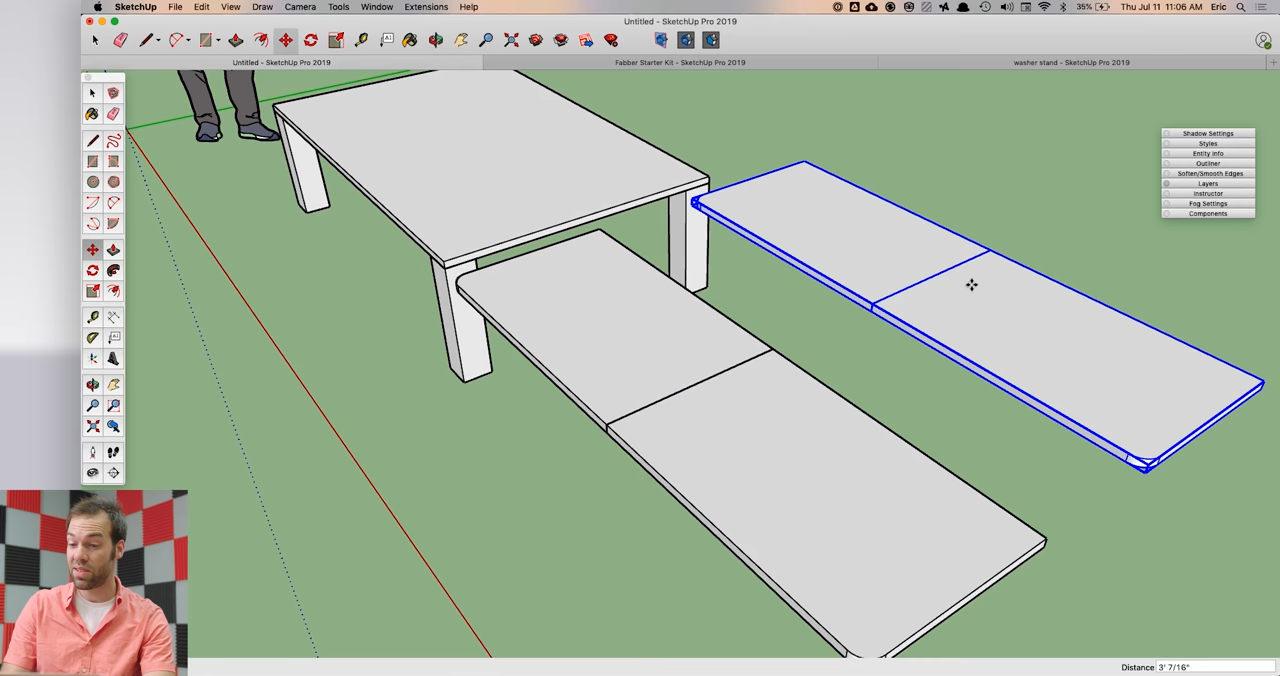 SketchUp File Edit View Draw Camera Tools Window Extensions Help
35% Thu Jul 11 11:06 AM Eric
Untitled - SketchUp Pro 2019
Untitled - SketchUp Pro 2019
Fabber Starter Kit - SketchUp Pro 2019
washer stand - SketchUp Pro 2019
Shadow Settings
Styles
Entity Info
Outliner
Soften/Smooth Edges
Layers
Instructor
Fog Settings
Components
Distance 3' 7/16"